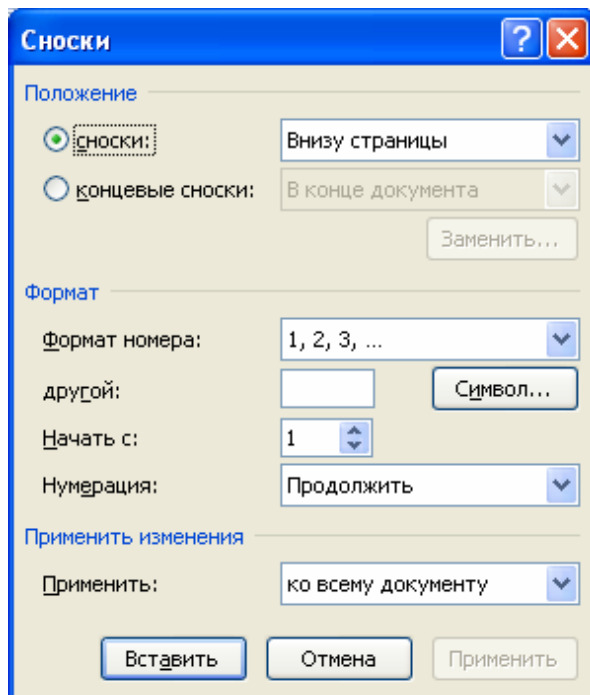 Сноски
Положение
сноски: Внизу страницы
концевые сноски: В конце документа
Заменить...
Формат
Формат номера: 1, 2, 3, ...
другой: Символ...
Начать с: 1
Нумерация: Продолжить
Применить изменения
Применить: ко всему документу
Вставить Отмена Применить